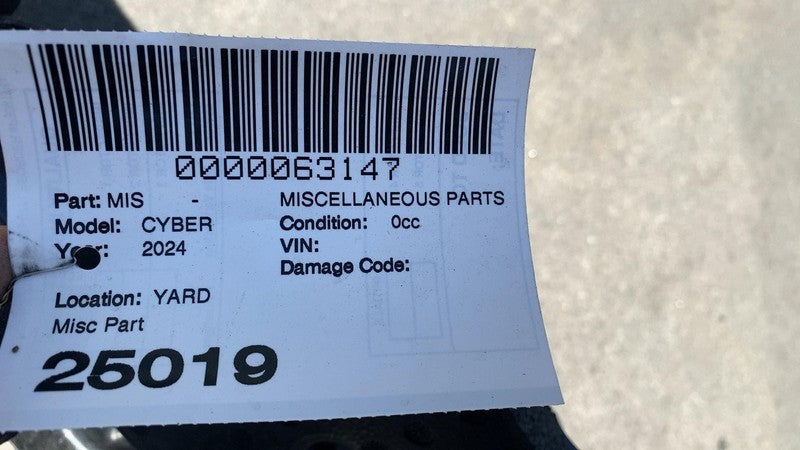 0000063147
Part: MIS - MISCELLANEOUS PARTS
Model: CYBER Condition: 0cc
Year: 2024 VIN:
Damage Code:
Location: YARD
Misc Part
25019